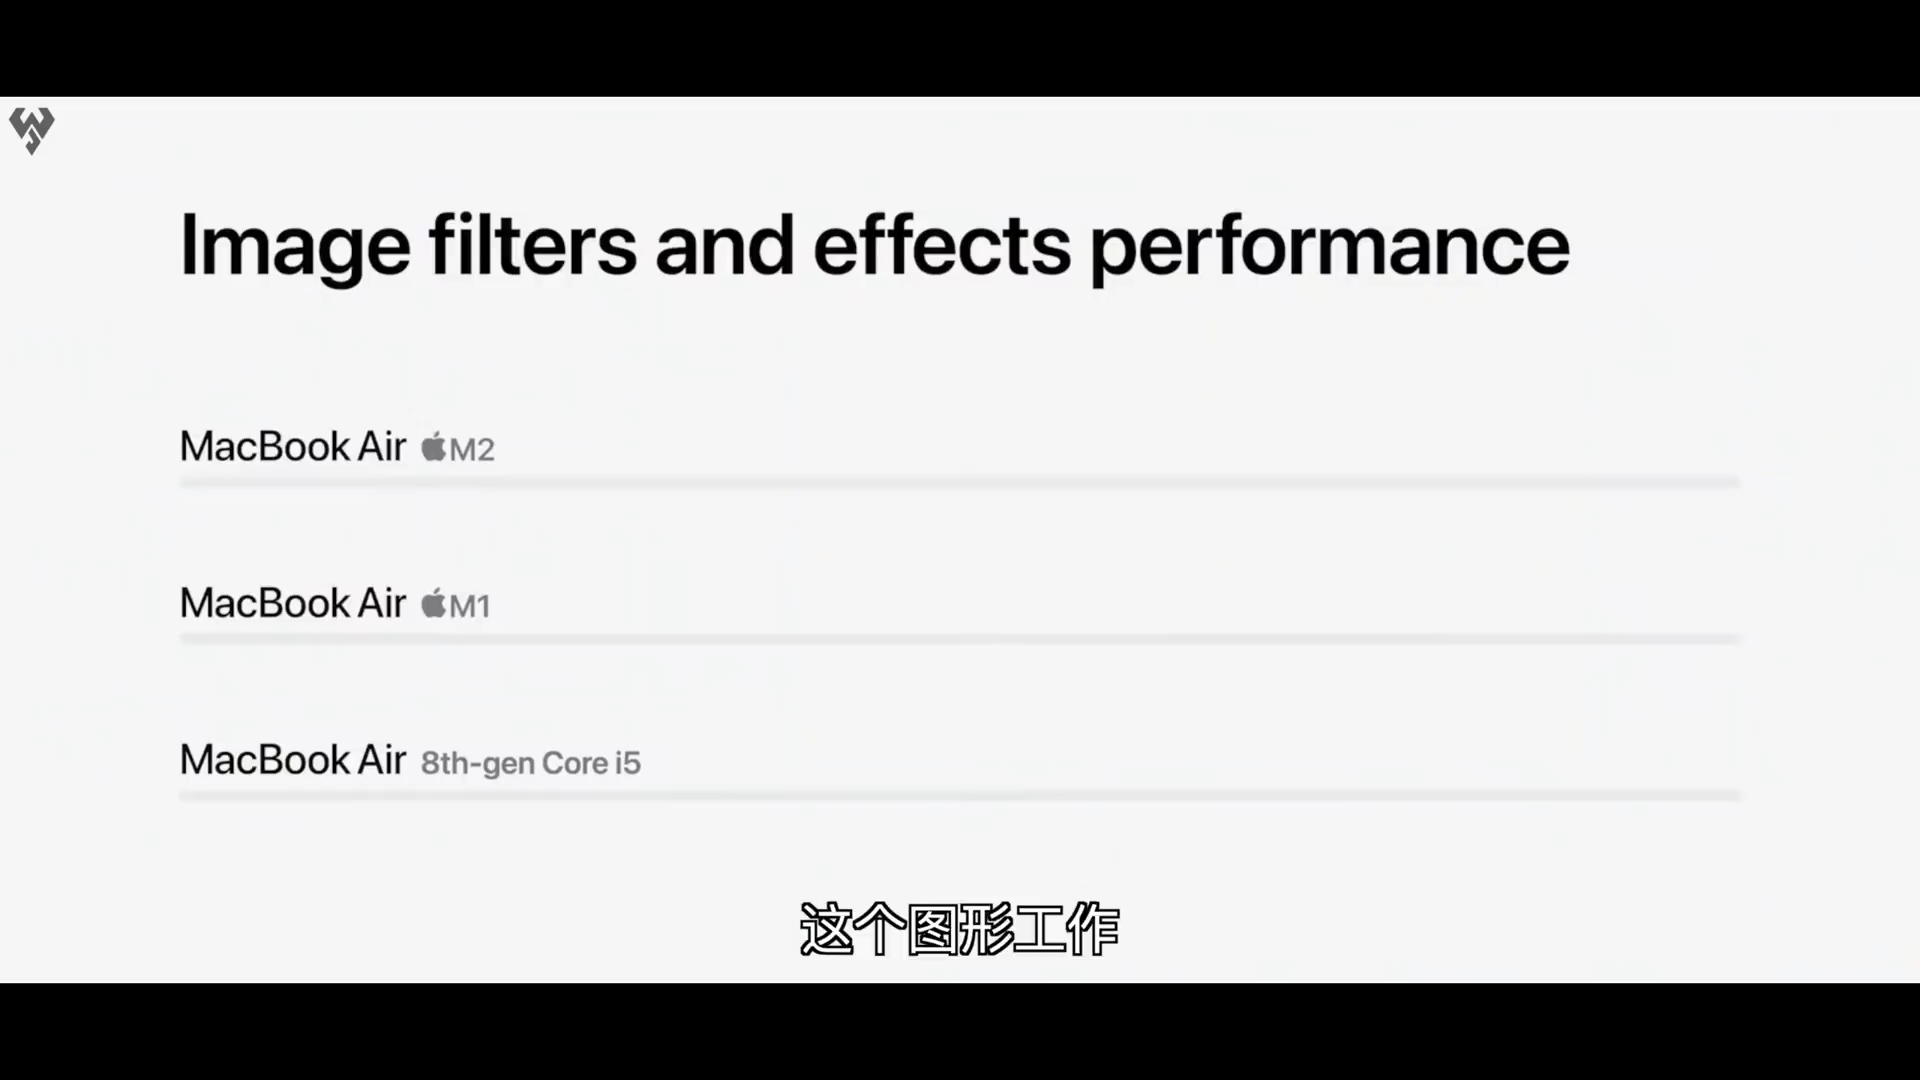 Image filters and effects performance
MacBook Air M2
MacBook Air M1
MacBook Air 8th-gen Core i5
这个图形工作